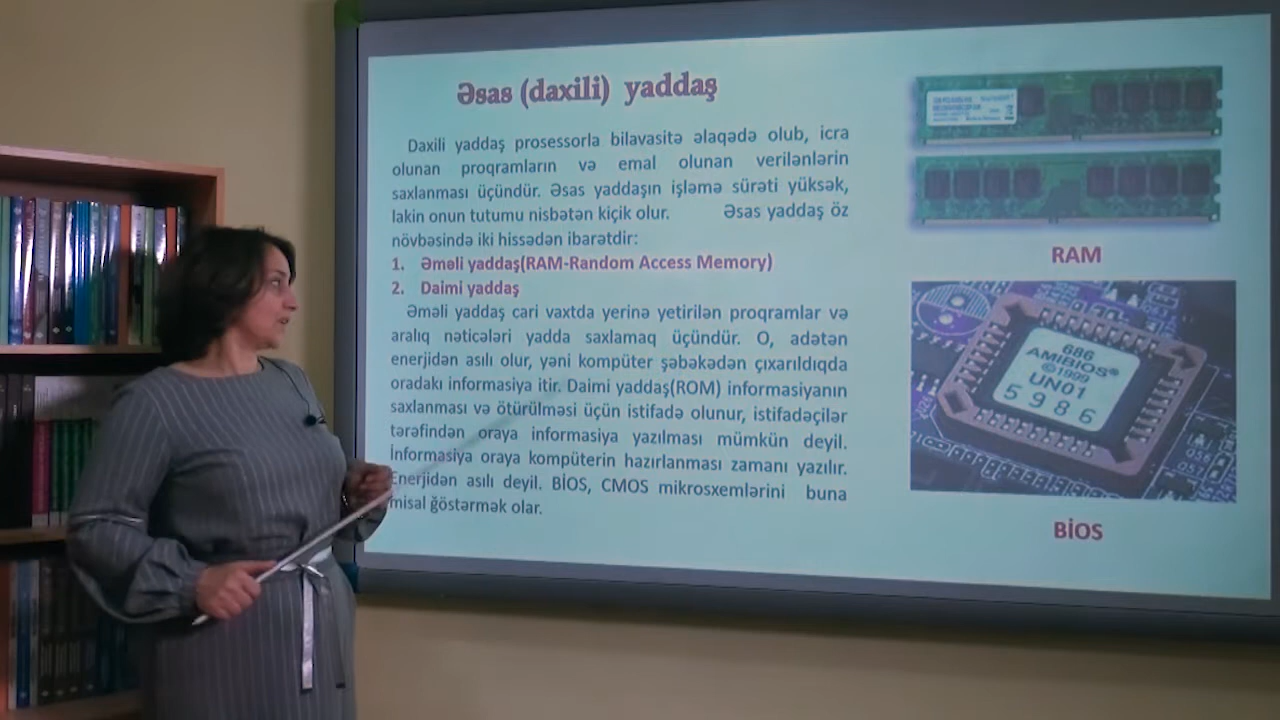 Əsas (daxili) yaddaş
Daxili yaddaş prosessorla bilavasitə əlaqədə olub, icra
olunan proqramların və emal olunan verilənlərin
saxlanması üçündür. Əsas yaddaşın işləmə sürəti yüksək,
lakin onun tutumu nisbətən kiçik olur. Əsas yaddaş öz
növbəsində iki hissədən ibarətdir:
1. Əməli yaddaş(RAM-Random Access Memory)
2. Daimi yaddaş
Əməli yaddaş cari vaxtda yerinə yetirilən proqramlar və
aralıq nəticələri yadda saxlamaq üçündür. O, adətən
enerjidən asılı olur, yəni kompüter şəbəkədən çıxarıldıqda
oradakı informasiya itir. Daimi yaddaş(ROM) informasiyanın
saxlanması və ötürülməsi üçün istifadə olunur, istifadəçilər
tərəfindən oraya informasiya yazılması mümkün deyil.
İnformasiya oraya kompüterin hazırlanması zamanı yazılır.
Enerjidən asılı deyil. BİOS, CMOS mikrosxemlərini buna
misal ğöstərmək olar.
RAM
686
AMIBIOS®
©1999
UN01
5986
BİOS